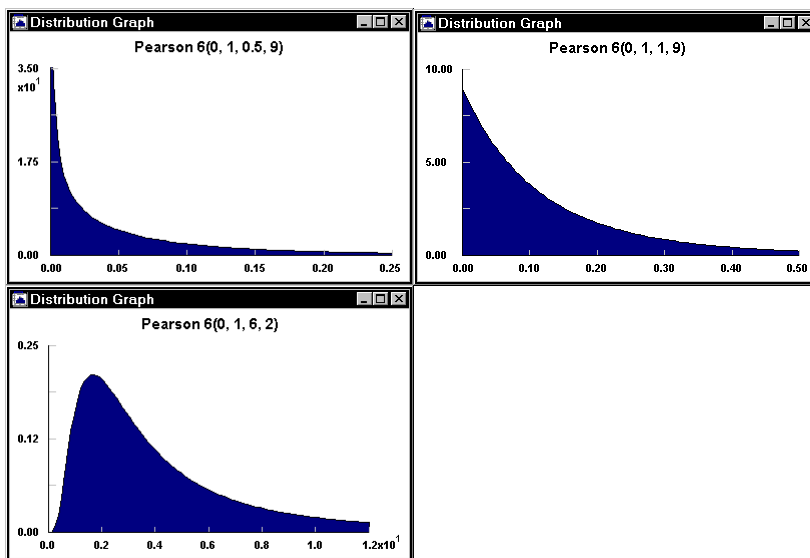 Distribution Graph
Pearson 6(0, 1, 0.5, 9)
3.50
x10¹
1.75
0.00
0.00 0.05 0.10 0.15 0.20 0.25
Distribution Graph
Pearson 6(0, 1, 1, 9)
10.00
5.00
0.00
0.00 0.10 0.20 0.30 0.40 0.50
Distribution Graph
Pearson 6(0, 1, 6, 2)
0.25
0.12
0.00
0.0 0.2 0.4 0.6 0.8 1.0 1.2x10¹